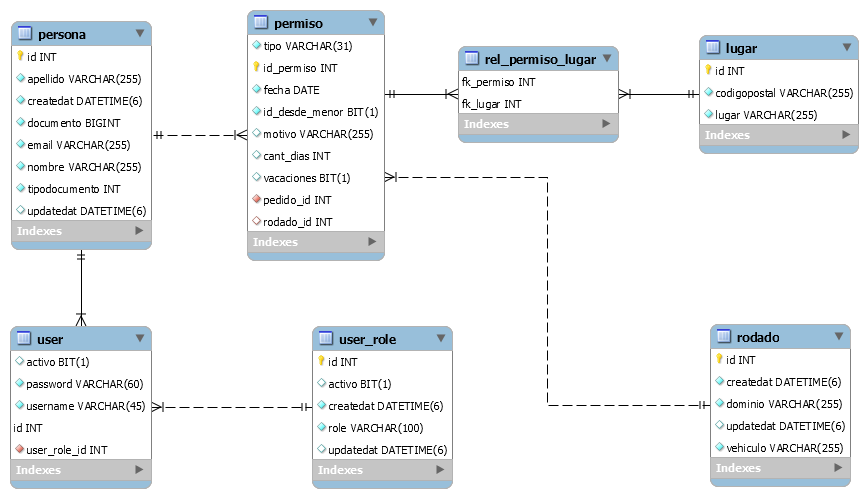 persona
id INT
apellido VARCHAR(255)
createdat DATETIME(6)
documento BIGINT
email VARCHAR(255)
nombre VARCHAR(255)
tipodocumento INT
updatedat DATETIME(6)
Indexes
permiso
tipo VARCHAR(31)
id_permiso INT
fecha DATE
id_desde_menor BIT(1)
motivo VARCHAR(255)
cant_dias INT
vacaciones BIT(1)
pedido_id INT
rodado_id INT
Indexes
rel_permiso_lugar
fk_permiso INT
fk_lugar INT
Indexes
lugar
id INT
codigopostal VARCHAR(255)
lugar VARCHAR(255)
Indexes
user
activo BIT(1)
password VARCHAR(60)
username VARCHAR(45)
id INT
user_role_id INT
Indexes
user_role
id INT
activo BIT(1)
createdat DATETIME(6)
role VARCHAR(100)
updatedat DATETIME(6)
Indexes
rodado
id INT
createdat DATETIME(6)
dominio VARCHAR(255)
updatedat DATETIME(6)
vehiculo VARCHAR(255)
Indexes